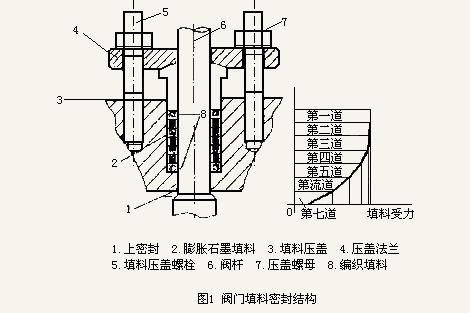 5
6
7
4
3
8
2
1
第一道
第二道
第三道
第四道
第五道
第流道
0
第七道
填料受力
1.上密封 2.膨胀石墨填料 3.填料压盖 4.压盖法兰
5.填料压盖螺栓 6.阀杆 7.压盖螺母 8.编织填料
图1 阀门填料密封结构